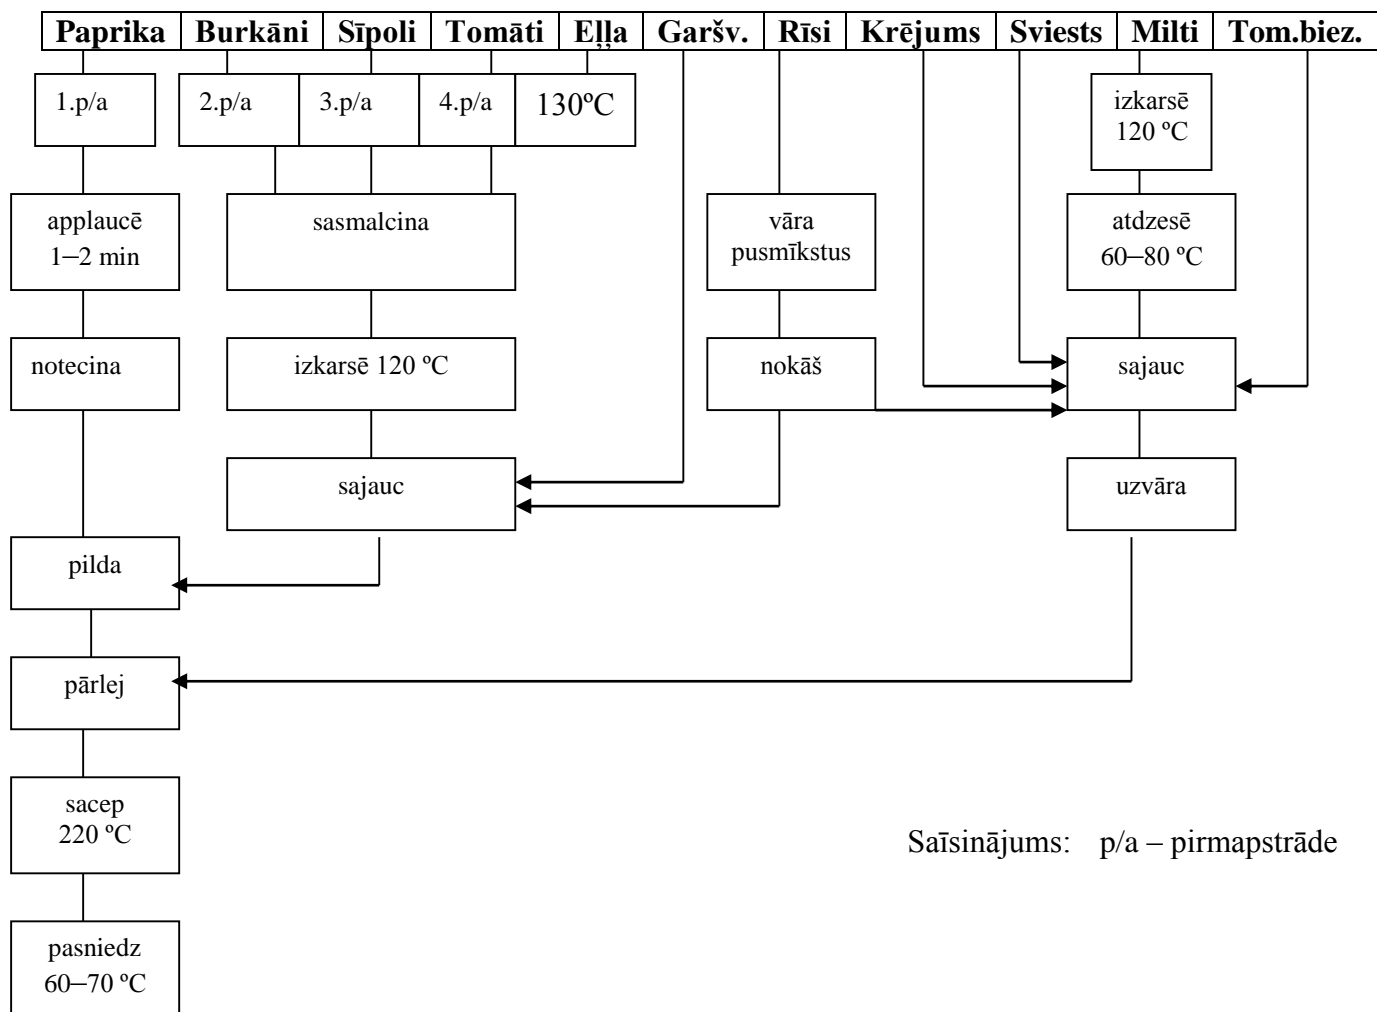 Paprika Burkāni Sīpoli Tomāti Eļļa Garšv. Rīsi Krējums Sviests Milti Tom.biez.
1.p/a 2.p/a 3.p/a 4.p/a 130ºC
izkarsē
120 ºC
applaucē
1–2 min
sasmalcina
vāra
pusmīkstus
atdzesē
60–80 ºC
notecina
izkarsē 120 ºC
nokāš
sajauc
sajauc
uzvāra
pilda
pārlej
sacep
220 ºC
Saīsinājums: p/a – pirmapstrāde
pasniedz
60–70 ºC